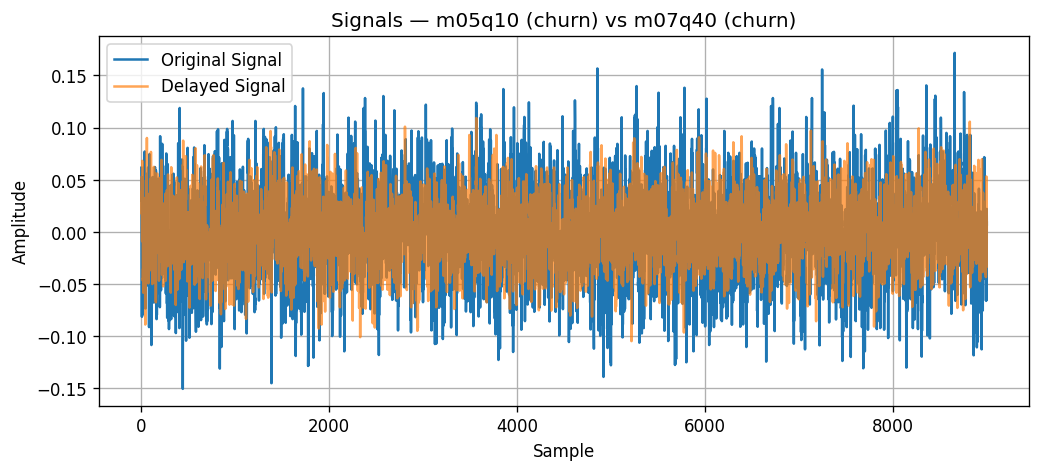 Signals — m05q10 (churn) vs m07q40 (churn)
Original Signal
Delayed Signal
0.15
0.10
0.05
0.00
−0.05
−0.10
−0.15
Amplitude
0 2000 4000 6000 8000
Sample